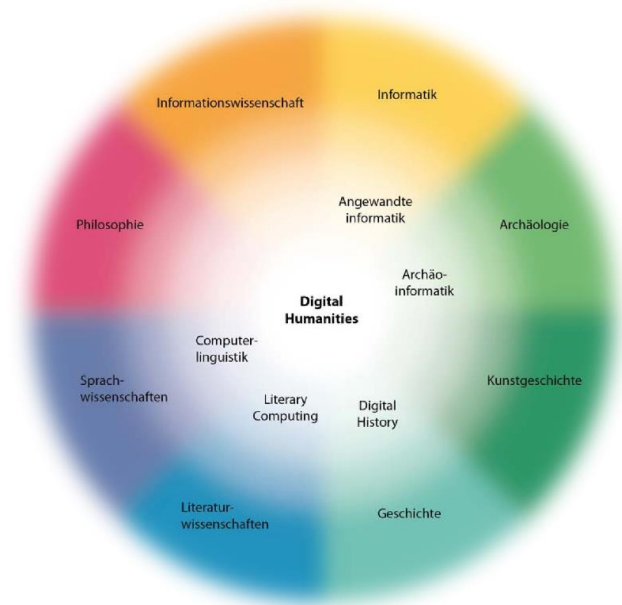 Informationswissenschaft
Informatik
Angewandte
informatik
Philosophie
Archäologie
Archäo-
informatik
Digital
Humanities
Computer-
linguistik
Sprach-
wissenschaften
Kunstgeschichte
Literary
Computing
Digital
History
Literatur-
wissenschaften
Geschichte